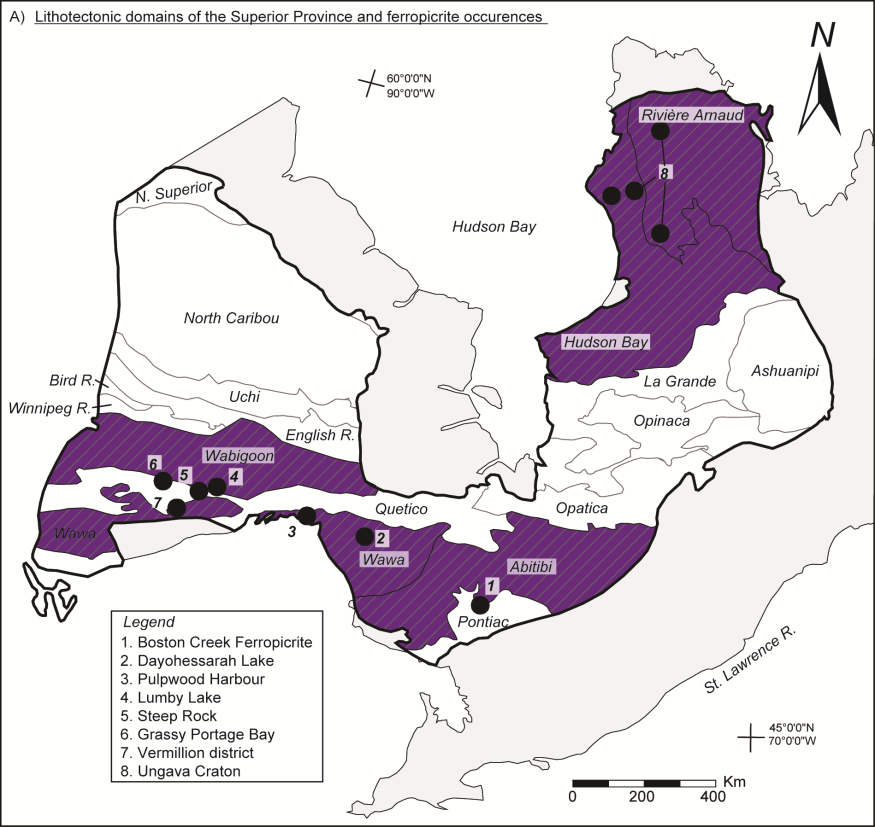 A) Lithotectonic domains of the Superior Province and ferropicrite occurences
N
60°0'0"N
90°0'0"W
Rivière Arnaud
8
N. Superior
Hudson Bay
North Caribou
Hudson Bay
Ashuanipi
La Grande
Bird R.
Uchi
Winnipeg R.
Opinaca
English R.
Wabigoon
6
5
4
7
Quetico
Opatica
3
Wawa
2
Wawa
Abitibi
1
Pontiac
Legend
1. Boston Creek Ferropicrite
2. Dayohessarah Lake
3. Pulpwood Harbour
4. Lumby Lake
5. Steep Rock
6. Grassy Portage Bay
7. Vermillion district
8. Ungava Craton
St. Lawrence R.
45°0'0"N
70°0'0"W
Km
0 200 400